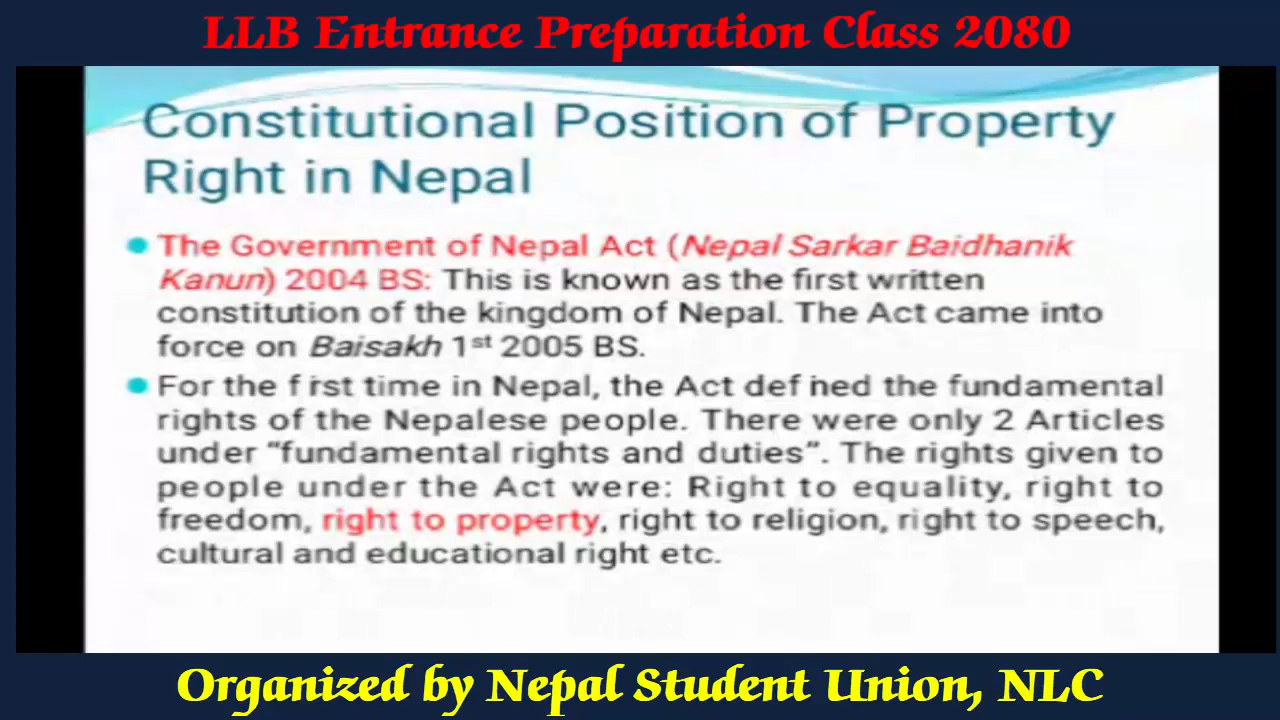 LLB Entrance Preparation Class 2080
Constitutional Position of Property
Right in Nepal
The Government of Nepal Act (Nepal Sarkar Baidhanik
Kanun) 2004 BS: This is known as the first written
constitution of the kingdom of Nepal. The Act came into
force on Baisakh 1st 2005 BS.
For the first time in Nepal, the Act defined the fundamental
rights of the Nepalese people. There were only 2 Articles
under “fundamental rights and duties”. The rights given to
people under the Act were: Right to equality, right to
freedom, right to property, right to religion, right to speech,
cultural and educational right etc.
Organized by Nepal Student Union, NLC